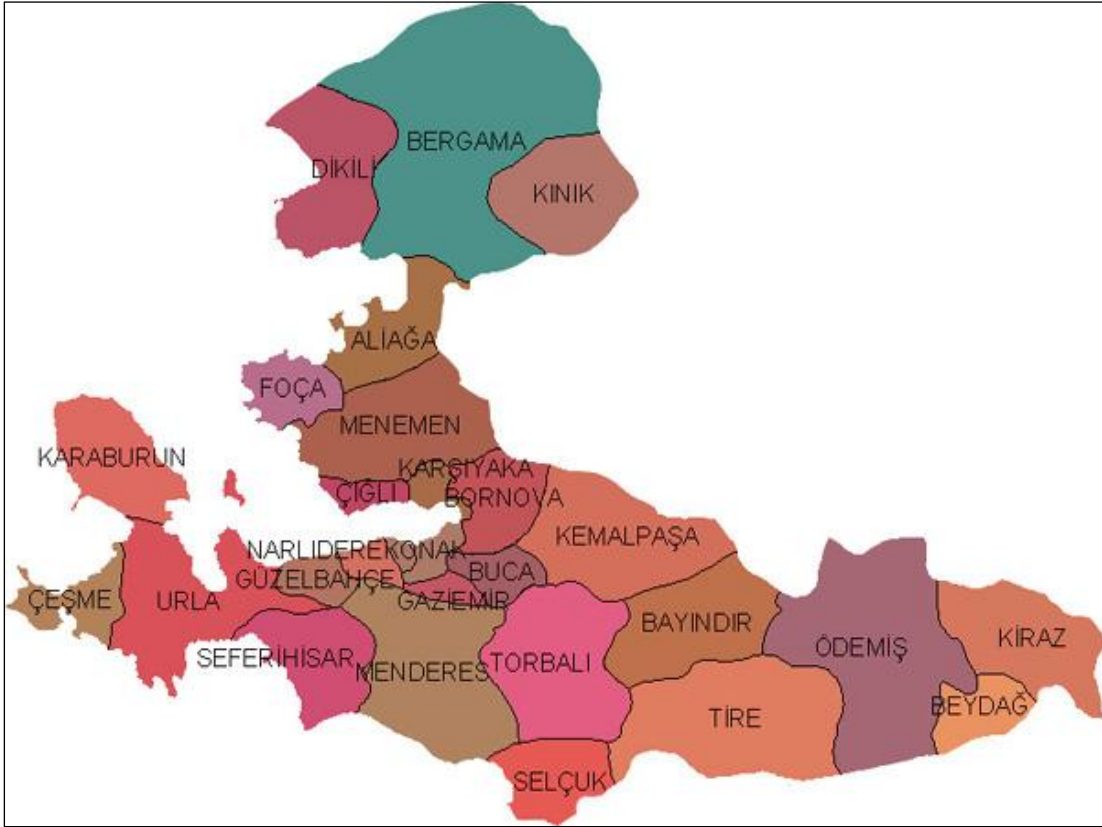 BERGAMA
DİKİLİ
KINIK
ALİAĞA
FOÇA
MENEMEN
KARABURUN
KARŞIYAKA
ÇİĞLİ
BORNOVA
KEMALPAŞA
NARLIDERE
KONAK
BUCA
GÜZELBAHÇE
ÇEŞME
URLA
GAZİEMİR
BAYINDIR
ÖDEMİŞ
KİRAZ
SEFERİHİSAR
MENDERES
TORBALI
BEYDAĞ
TİRE
SELÇUK